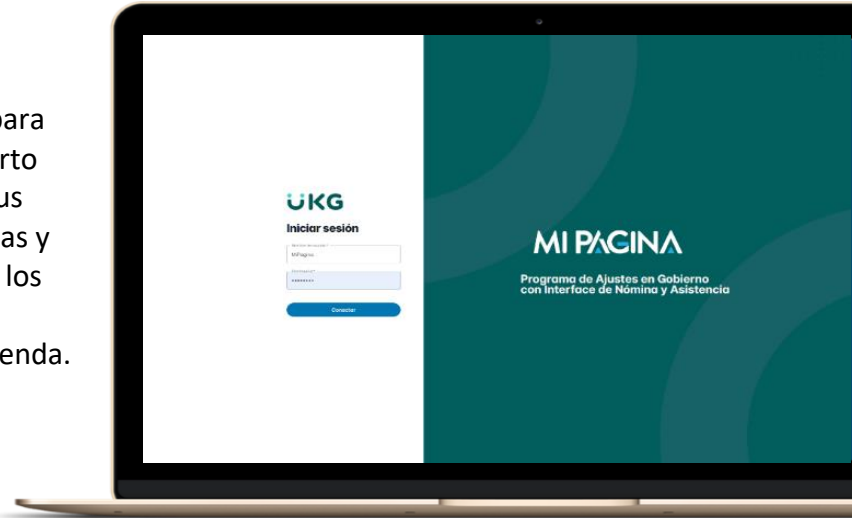 para
rto
us
as y
los
enda.
UKG
Iniciar sesión
MiPagina
********
Conectar
MI PAGINA
Programa de Ajustes en Gobierno
con Interface de Nómina y Asistencia